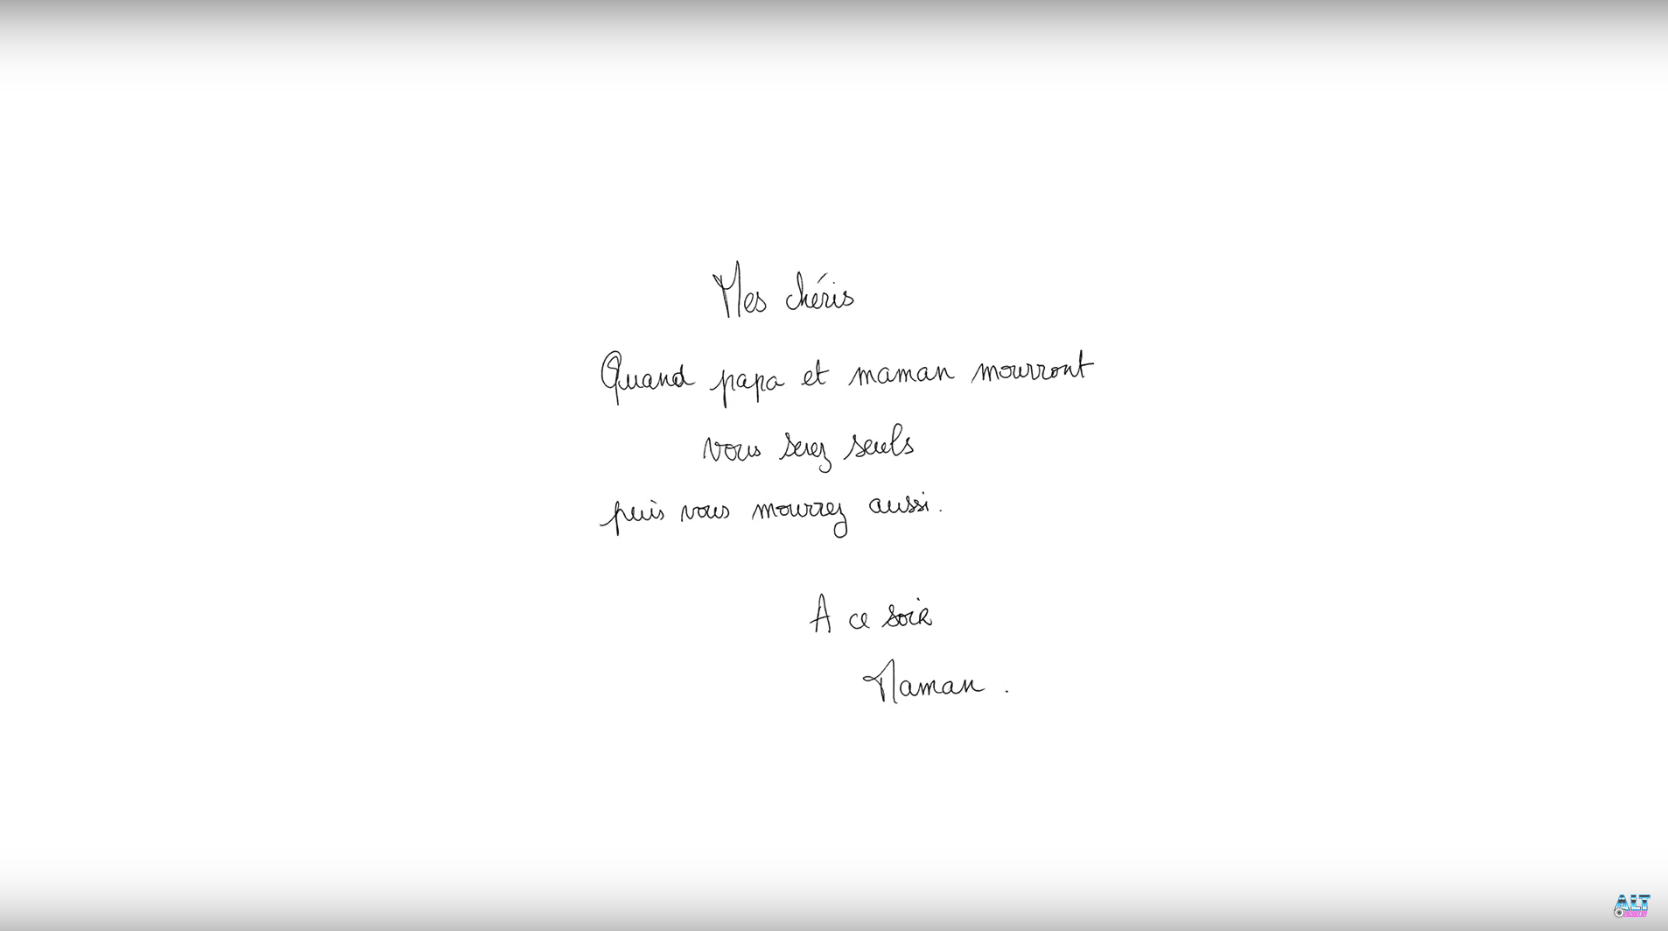 Mes chéris
Quand papa et maman mourront
vous serez seuls
puis vous mourrez aussi.
A ce soir
Maman.
ALT